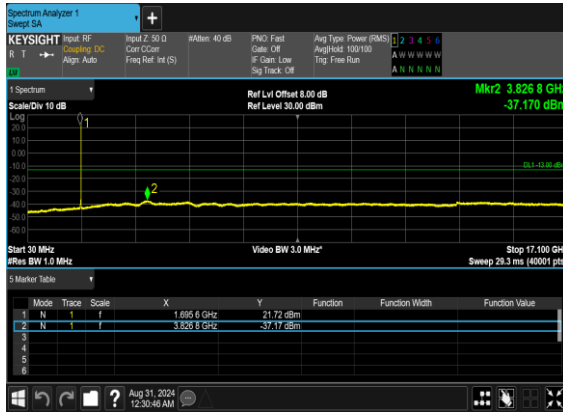 Spectrum Analyzer 1
Swept SA
+
KEYSIGHT Input: RF Input Z: 50 Ω #Atten: 40 dB PNO: Fast Avg Type: Power (RMS) 1 2 3 4 5 6
R T Coupling: DC Corr CCorr Gate: Off Avg|Hold: 100/100 A W W W W W
Align: Auto Freq Ref: Int (S) IF Gain: Low Trig: Free Run
Sig Track: Off A N N N N N
1 Spectrum Ref Lvl Offset 8.00 dB Mkr2 3.826 8 GHz
Scale/Div 10 dB Ref Level 30.00 dBm -37.170 dBm
Log
20.0
10.0
0.00
-10.0
-20.0
-30.0
-40.0
-50.0
-60.0
1
2
DL1 -13.00 dBm
Start 30 MHz Video BW 3.0 MHz* Stop 17.100 GH
#Res BW 1.0 MHz Sweep 29.3 ms (40001 pts
5 Marker Table
Mode Trace Scale X Y Function Function Width Function Value
1 N 1 f 1.695 6 GHz 21.72 dBm
2 N 1 f 3.826 8 GHz -37.17 dBm
3
4
5
6
? Aug 31, 2024
12:30:46 AM